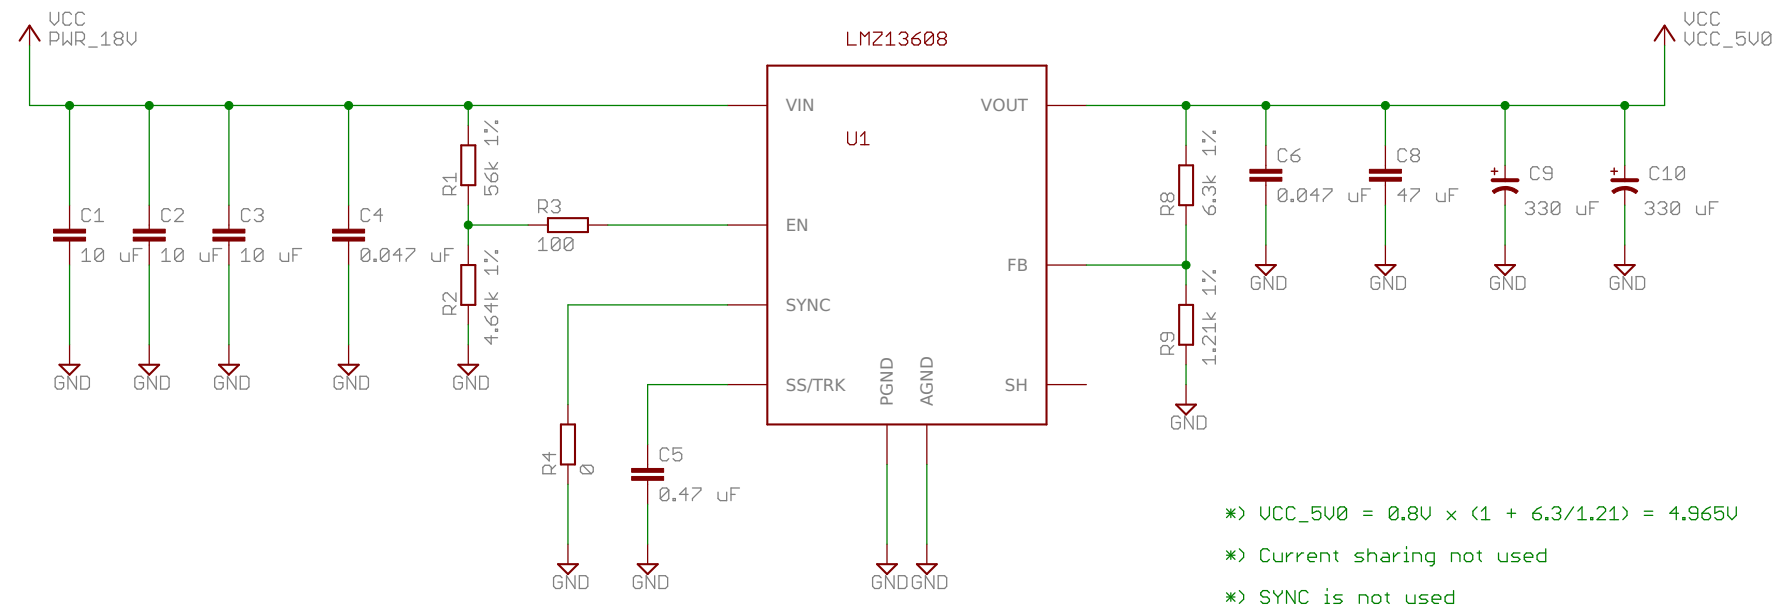 VCC
PWR_18V
LMZ13608
VCC
VCC_5V0
VIN
VOUT
U1
R1
56k 1%
R8
6.3k 1%
C6
0.047 uF
C8
47 uF
C9
330 uF
C10
330 uF
C1
10 uF
C2
10 uF
C3
10 uF
C4
0.047 uF
R3
100
EN
R2
4.64k 1%
FB
GND
GND
GND
GND
SYNC
R9
1.21k 1%
GND
GND
GND
GND
GND
SS/TRK
PGND
AGND
SH
GND
R4
0
C5
0.47 uF
GND
GND
GND
GND
*) VCC_5V0 = 0.8V x (1 + 6.3/1.21) = 4.965V
*) Current sharing not used
*) SYNC is not used
+
+